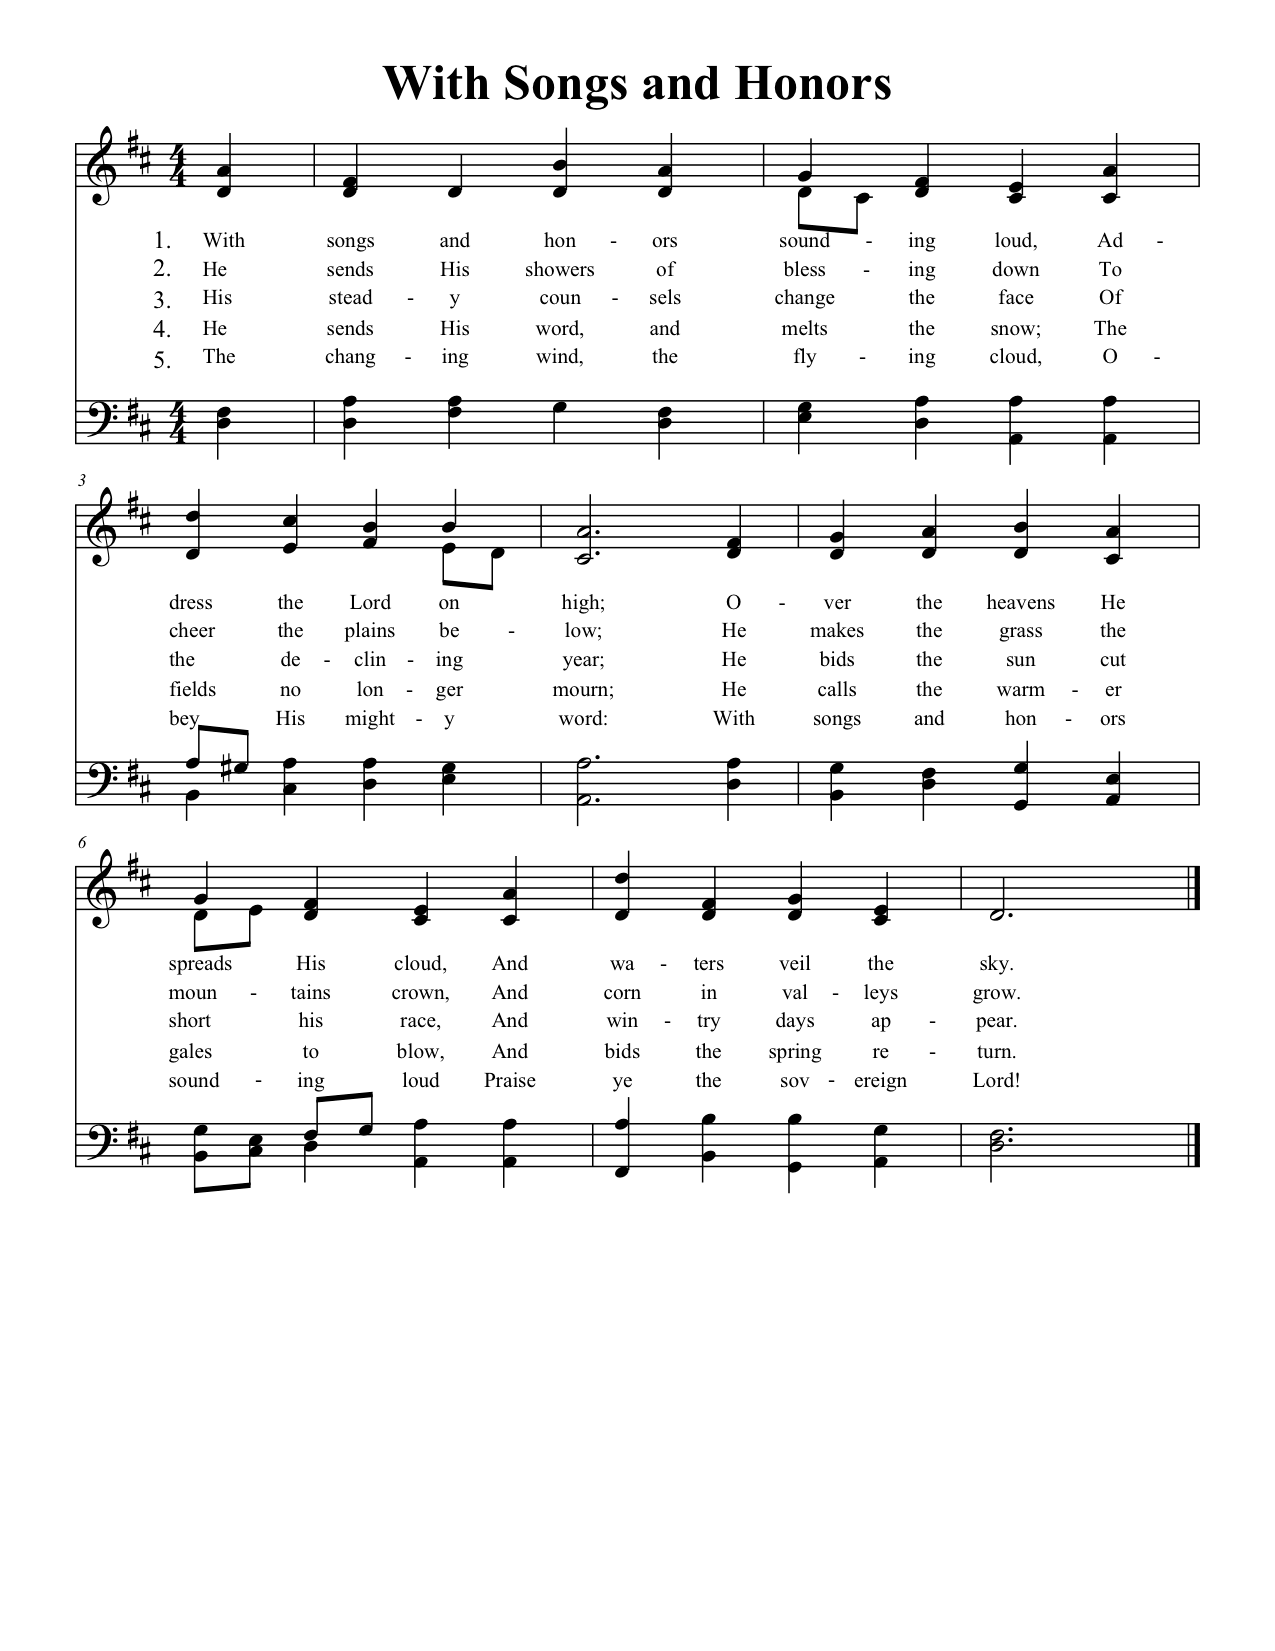 With Songs and Honors
1. With songs and hon - ors sound - ing loud, Ad -
2. He sends His showers of bless - ing down To
3. His stead - y coun - sels change the face Of
4. He sends His word, and melts the snow; The
5. The chang - ing wind, the fly - ing cloud, O -
3
dress the Lord on high; O - ver the heavens He
cheer the plains be - low; He makes the grass the
the de - clin - ing year; He bids the sun cut
fields no lon - ger mourn; He calls the warm - er
bey His might - y word: With songs and hon - ors
6
spreads His cloud, And wa - ters veil the sky.
moun - tains crown, And corn in val - leys grow.
short his race, And win - try days ap - pear.
gales to blow, And bids the spring re - turn.
sound - ing loud Praise ye the sov - ereign Lord!